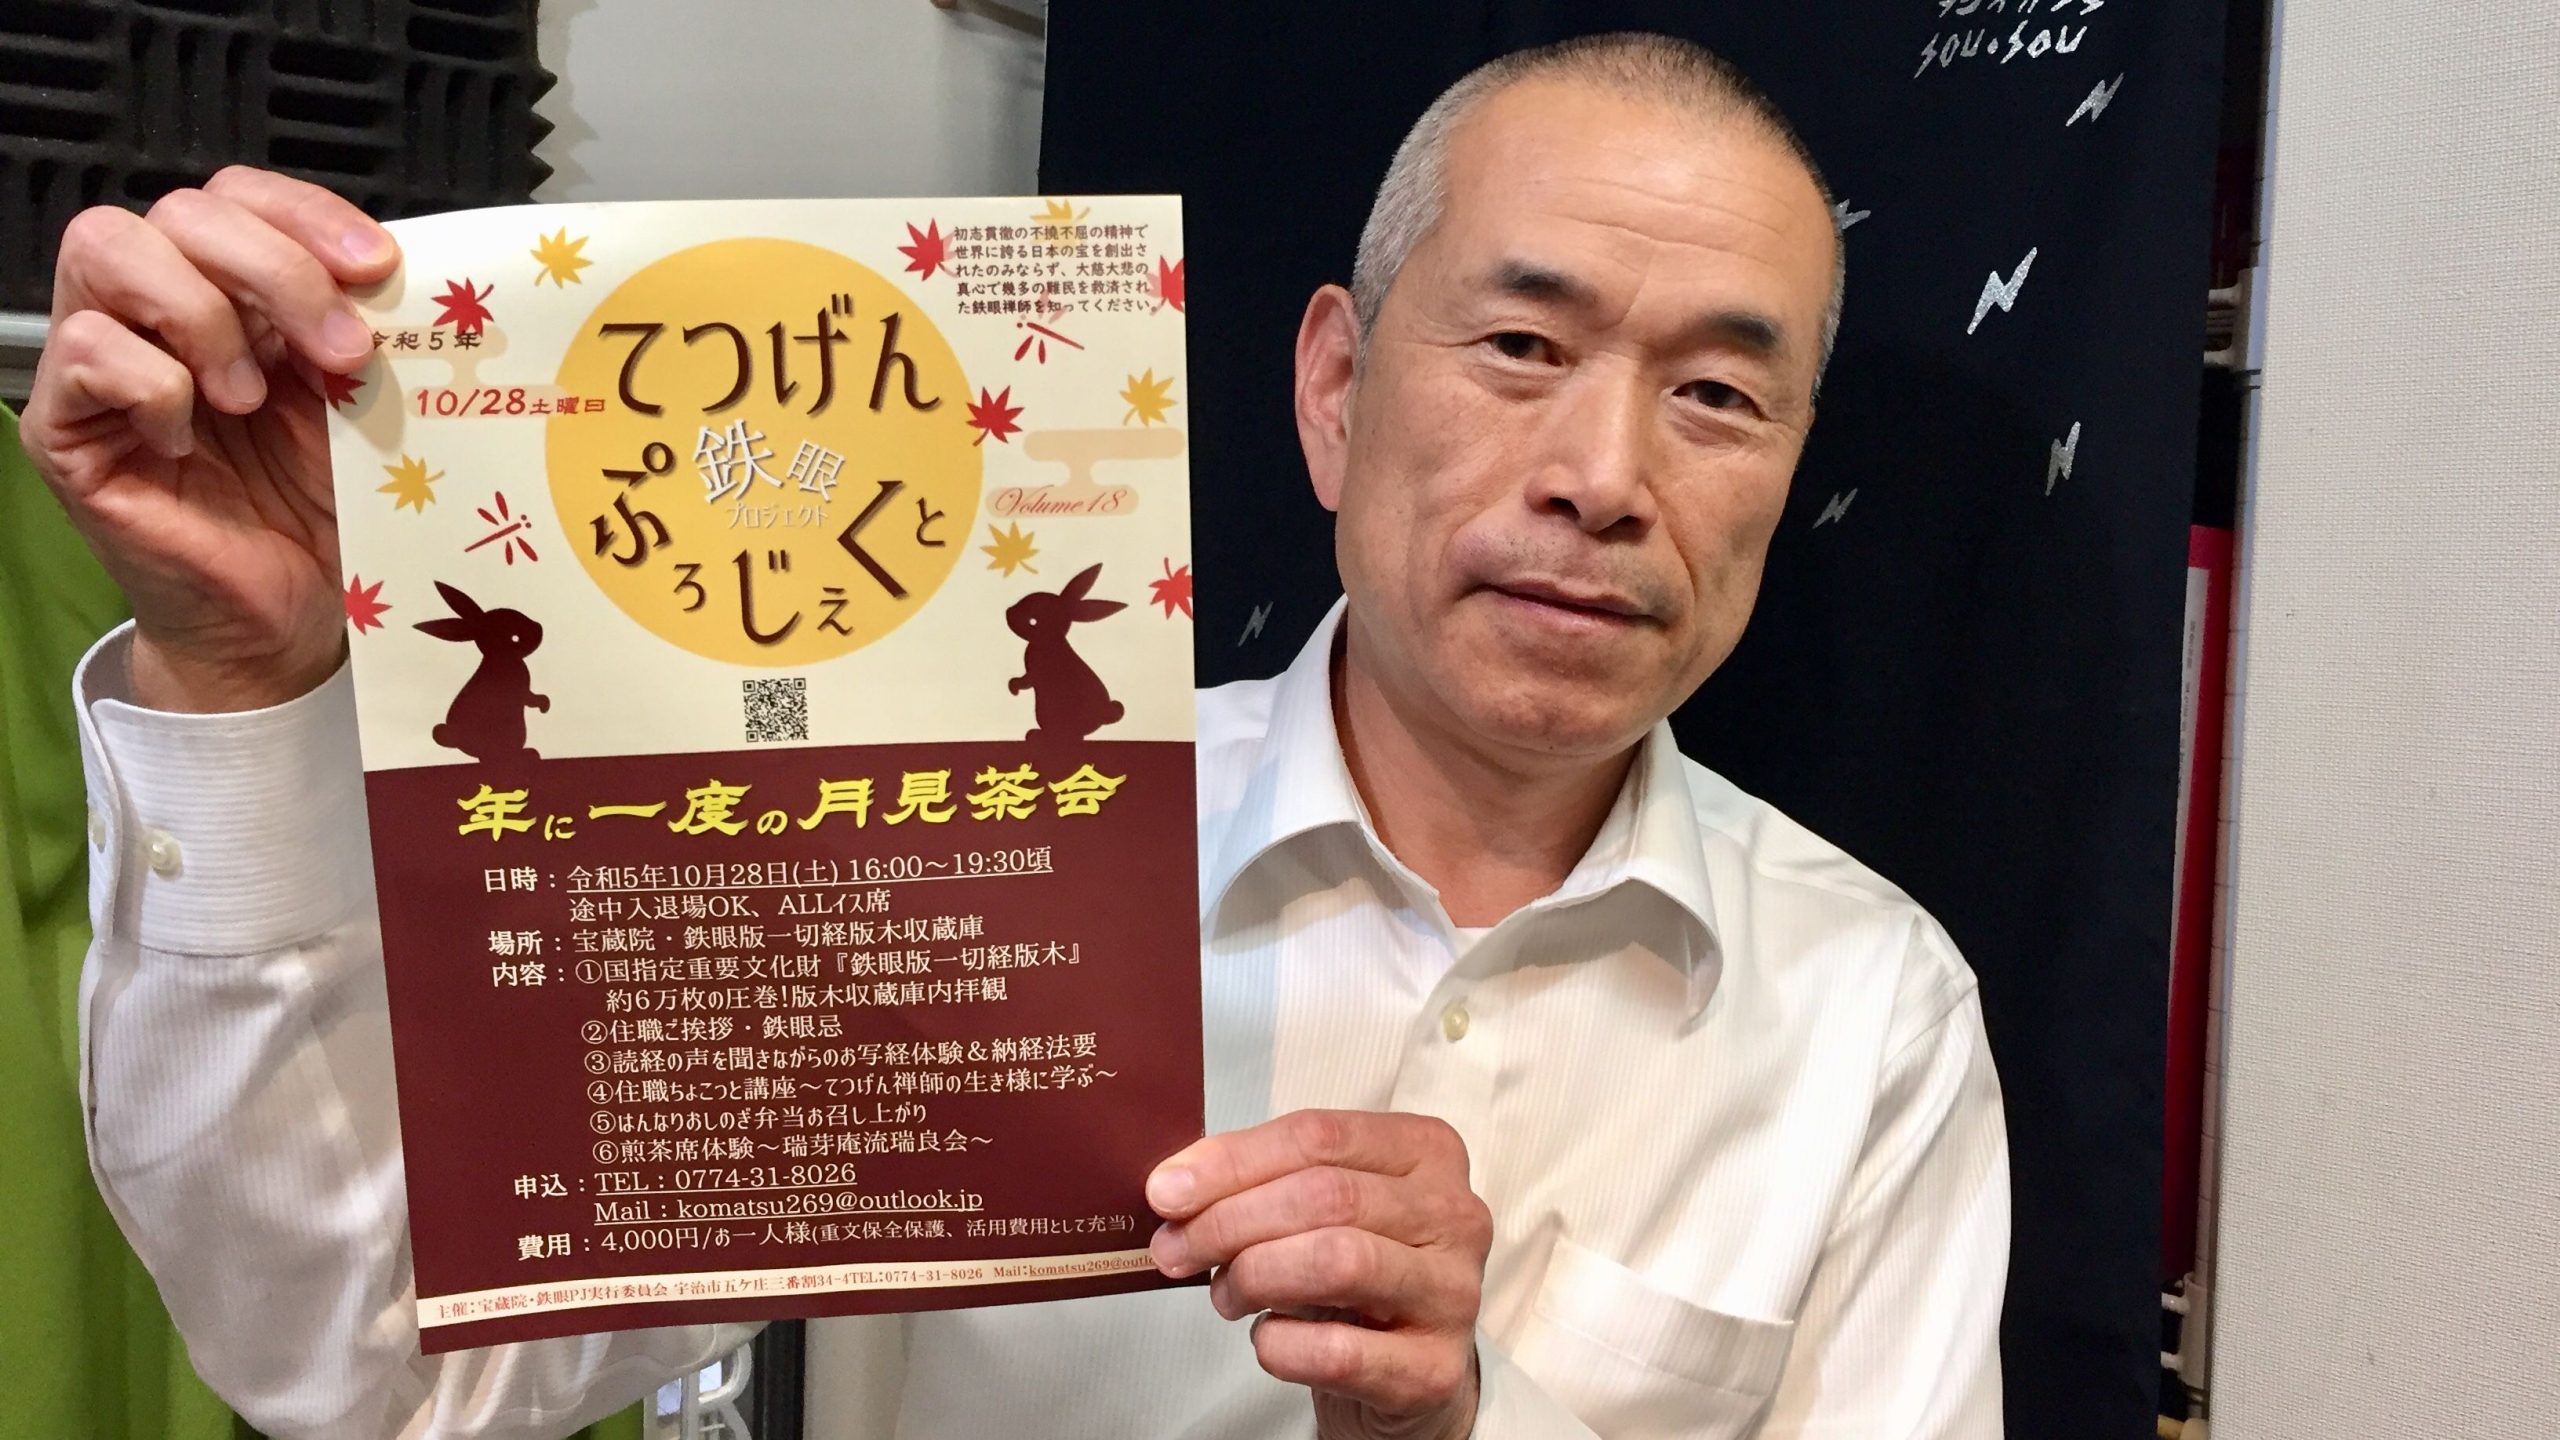 SOU・SOU
初志貫徹の不撓不屈の精神で
世界に誇る日本の宝を創出さ
れたのみならず、大慈大悲の
真心で幾多の難民を救済され
た鉄眼禅師を知ってください。
令和5年
10/28土曜日
てつげん
鉄眼
プロジェクト
ぷろじぇくと
Volume18
年に一度の月見茶会
日時：令和5年10月28日(土) 16:00～19:30頃
途中入退場OK、ALLイス席
場所：宝蔵院・鉄眼版一切経版木収蔵庫
内容：①国指定重要文化財『鉄眼版一切経版木』
約6万枚の圧巻!版木収蔵庫内拝観
②住職ご挨拶・鉄眼忌
③読経の声を聞きながらのお写経体験＆納経法要
④住職ちょこっと講座～てつげん禅師の生き様に学ぶ～
⑤はんなりおしのぎ弁当お召し上がり
⑥煎茶席体験～瑞芽庵流瑞良会～
申込：TEL：0774-31-8026
Mail：komatsu269@outlook.jp
費用：4,000円/お一人様(重文保全保護、活用費用として充当)
主催：宝蔵院・鉄眼PJ実行委員会 宇治市五ケ庄三番割34-4TEL:0774-31-8026 Mail:komatsu269@outlo